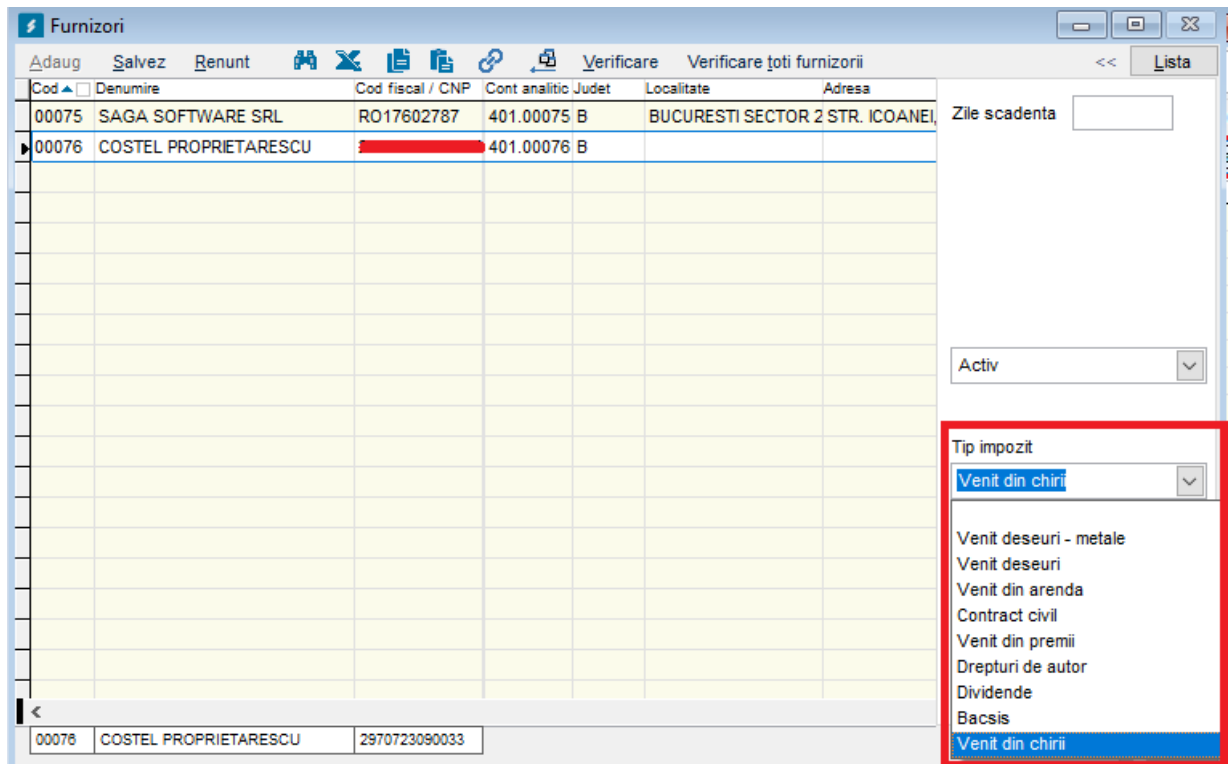 Furnizori
Adaug Salvez Renunt Verificare Verificare toti furnizorii << Lista
Cod Denumire Cod fiscal / CNP Cont analitic Judet Localitate Adresa
00075 SAGA SOFTWARE SRL RO17602787 401.00075 B BUCURESTI SECTOR 2 STR. ICOANEI,
00076 COSTEL PROPRIETARESCU 401.00076 B
Zile scadenta
Activ
Tip impozit
Venit din chirii
Venit deseuri - metale
Venit deseuri
Venit din arenda
Contract civil
Venit din premii
Drepturi de autor
Dividende
Bacsis
Venit din chirii
00076 COSTEL PROPRIETARESCU 2970723090033